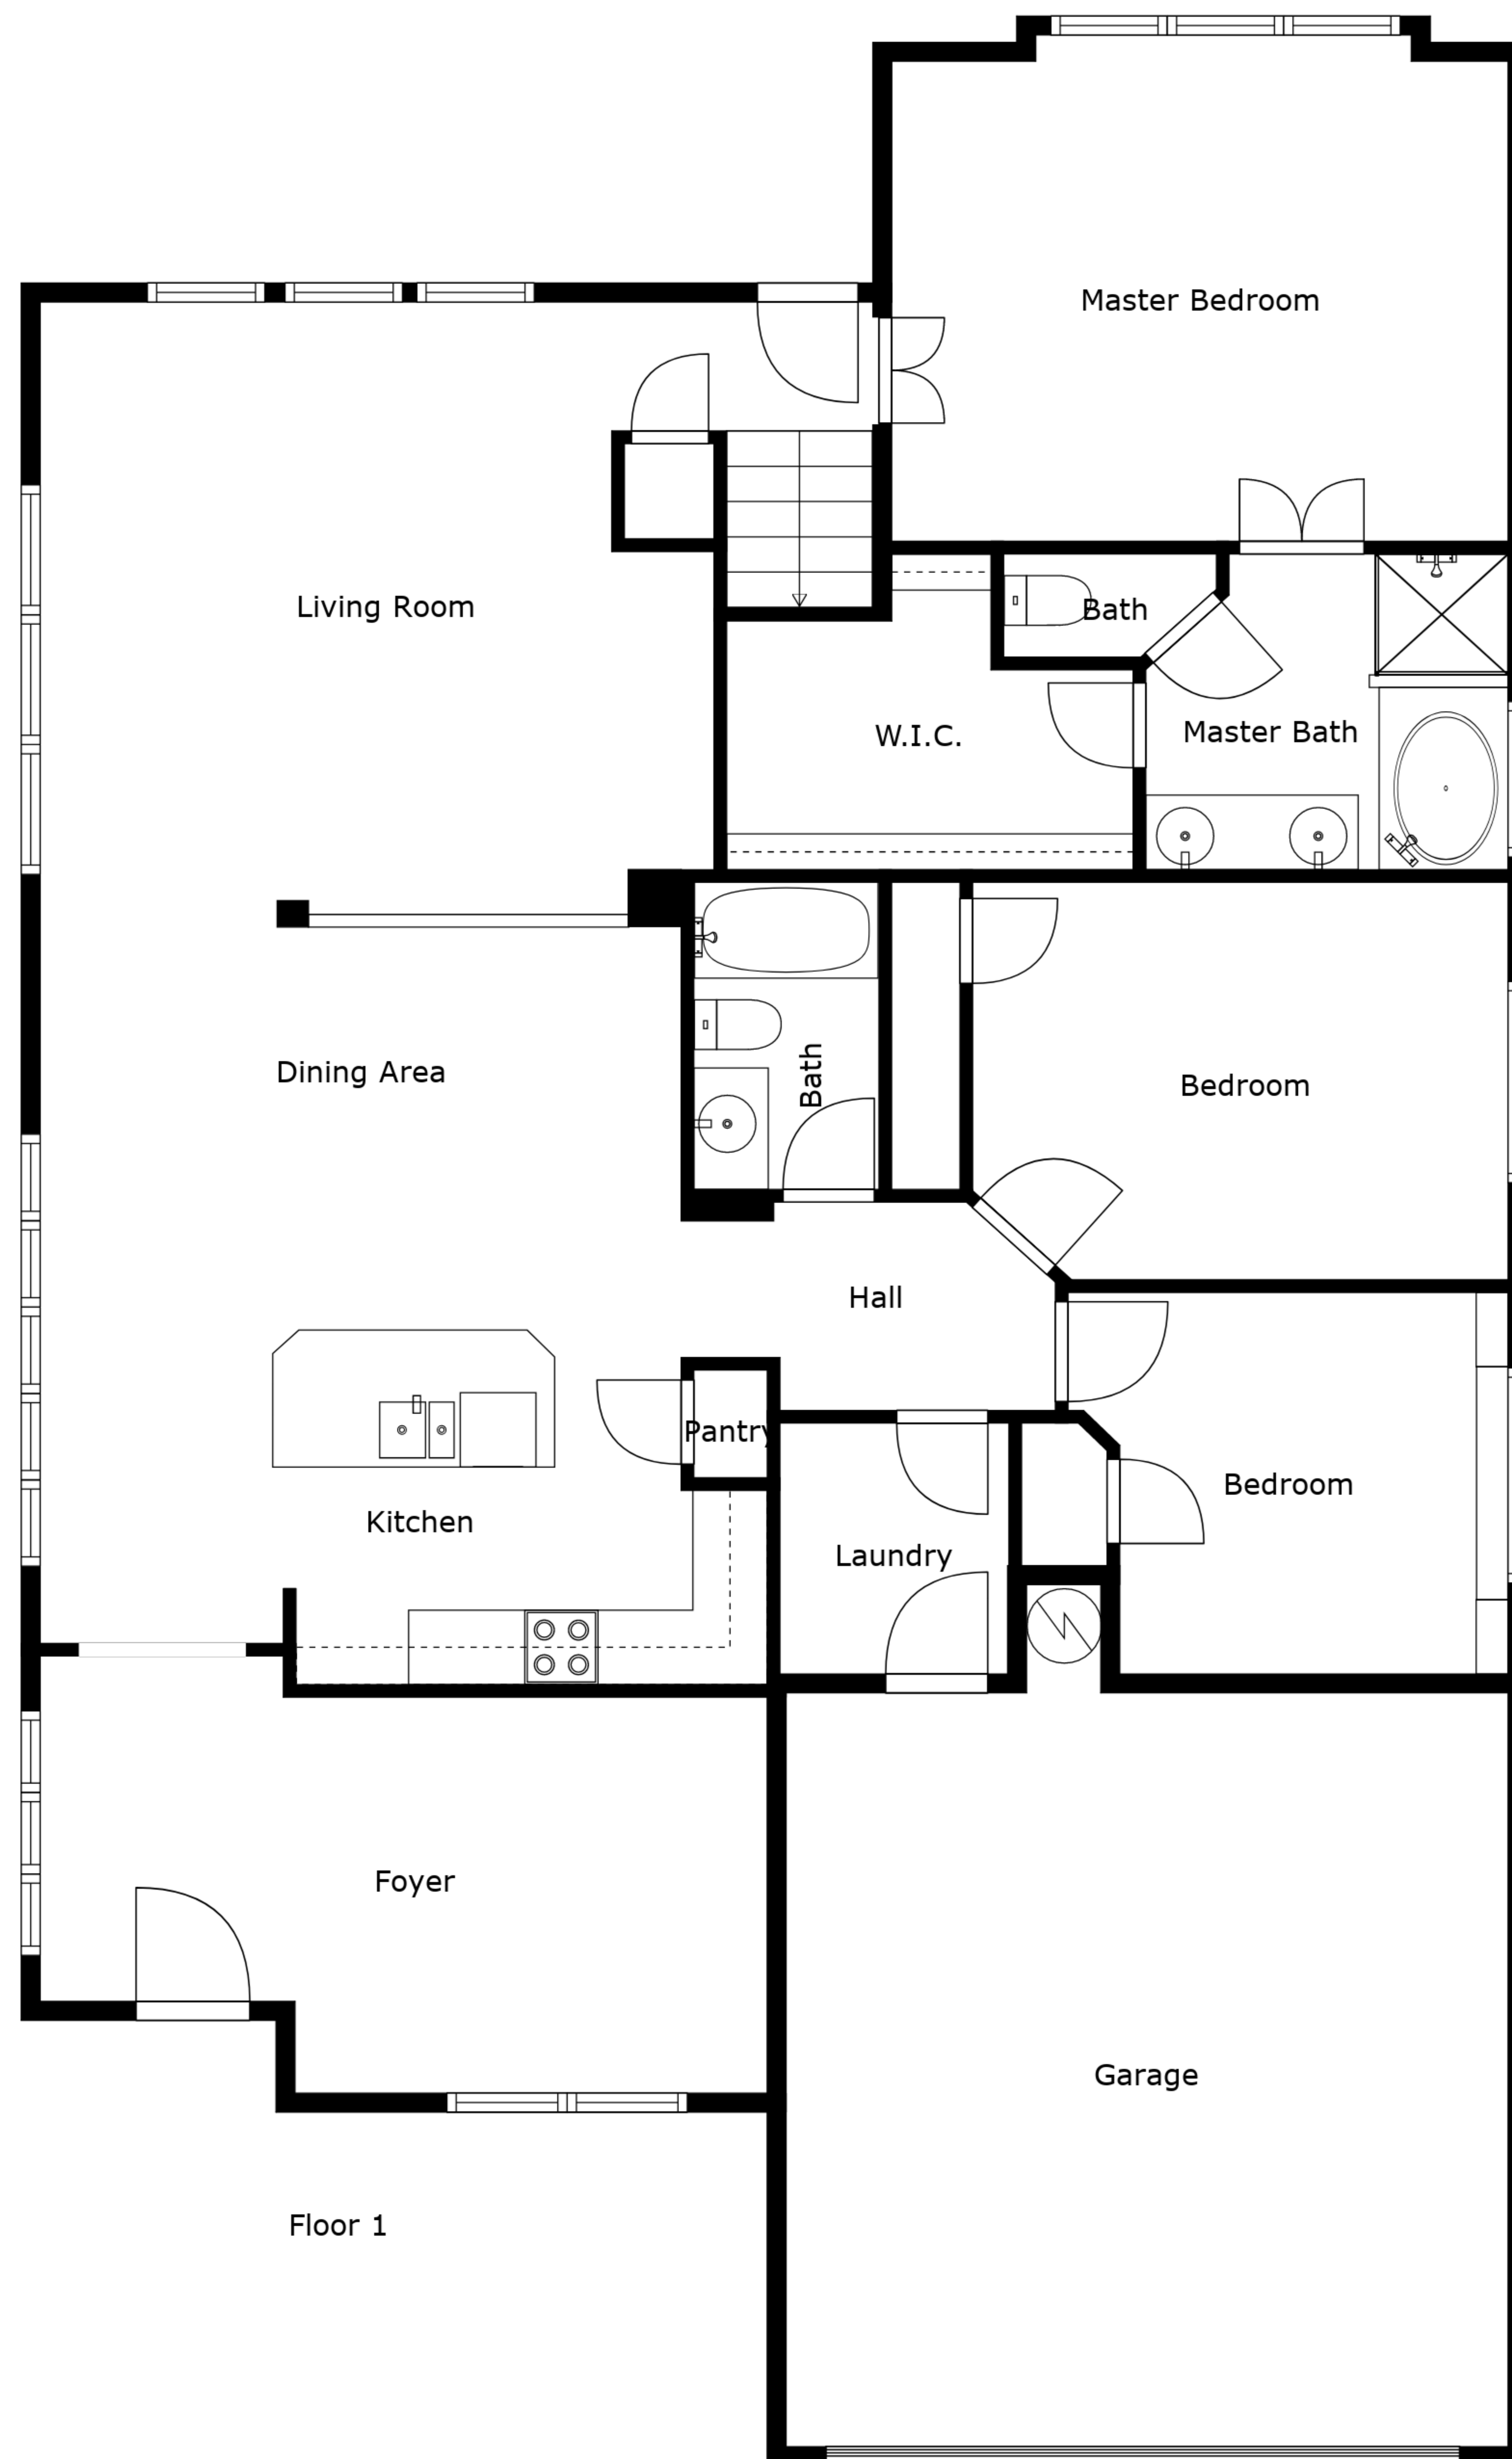 Master Bedroom
Living Room
Bath
W.I.C.
Master Bath
Dining Area
Bath
Bedroom
Hall
Pantry
Bedroom
Kitchen
Laundry
Foyer
Garage
Floor 1